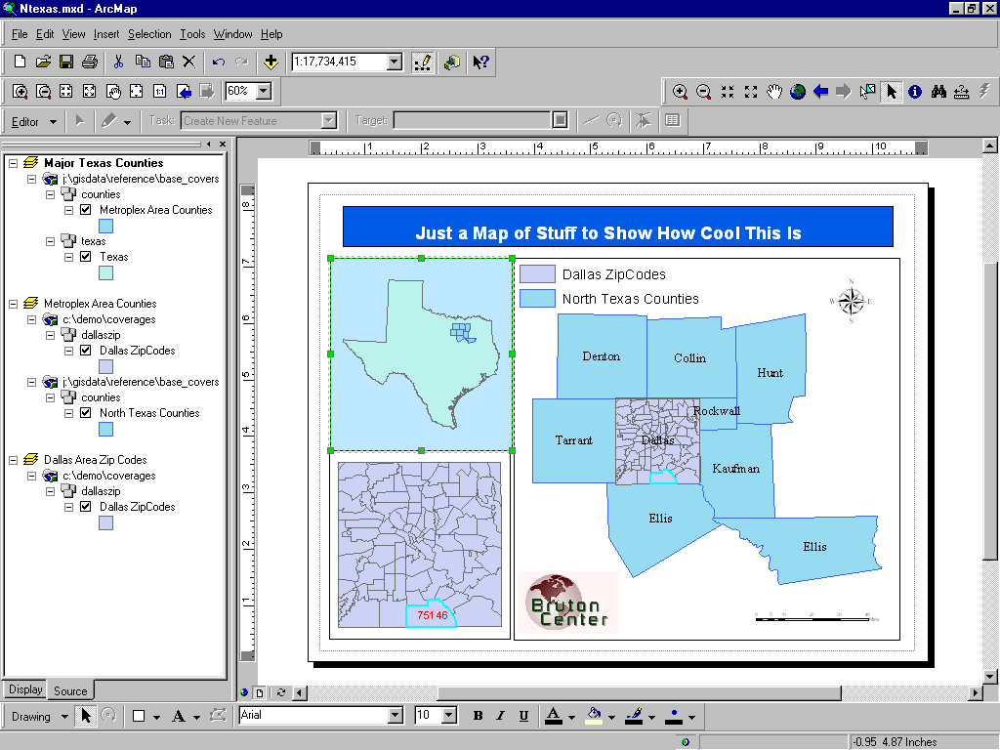 Ntexas.mxd - ArcMap
File Edit View Insert Selection Tools Window Help
1:17,734,415
1:1
60%
Editor
Task: Create New Feature
Target:
Major Texas Counties
j:\gisdata\reference\base_covers
counties
Metroplex Area Counties
texas
Texas
Metroplex Area Counties
c:\demo\coverages
dallaszip
Dallas ZipCodes
j:\gisdata\reference\base_covers
counties
North Texas Counties
Dallas Area Zip Codes
c:\demo\coverages
dallaszip
Dallas ZipCodes
Display Source
1 2 3 4 5 6 7 8 9 10
8
7
6
5
4
3
2
1
Just a Map of Stuff to Show How Cool This Is
Dallas ZipCodes
North Texas Counties
N
W E
S
Denton
Collin
Hunt
Rockwall
Tarrant
Dallas
Kaufman
Ellis
Ellis
75146
Bruton
Center
Drawing
A
Arial
10
B I U
A
-0.95 4.87 Inches